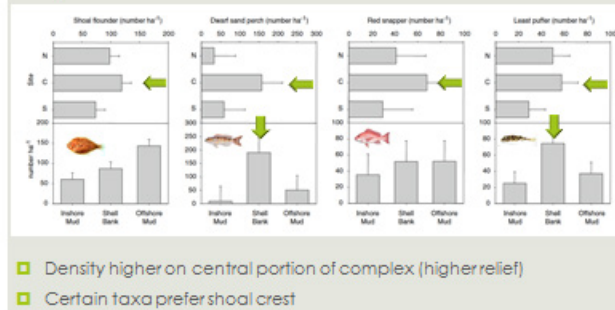 Shoal flounder (number ha⁻¹) Dwarf sand perch (number ha⁻¹) Red snapper (number ha⁻¹) Least puffer (number ha⁻¹)
0 50 100 150 200 0 50 100 150 200 250 300 0 20 40 60 80 100 0 20 40 60 80 100
N N N N
Site C C C C
S S S S
200 300 100 100
150 250 80 80
200 60 60
number ha⁻¹ 100 150 40 40
50 100 20 20
50
0 0 0 0
Inshore Shell Offshore Inshore Shell Offshore Inshore Shell Offshore Inshore Shell Offshore
Mud Bank Mud Mud Bank Mud Mud Bank Mud Mud Bank Mud
Density higher on central portion of complex (higher relief)
Certain taxa prefer shoal crest